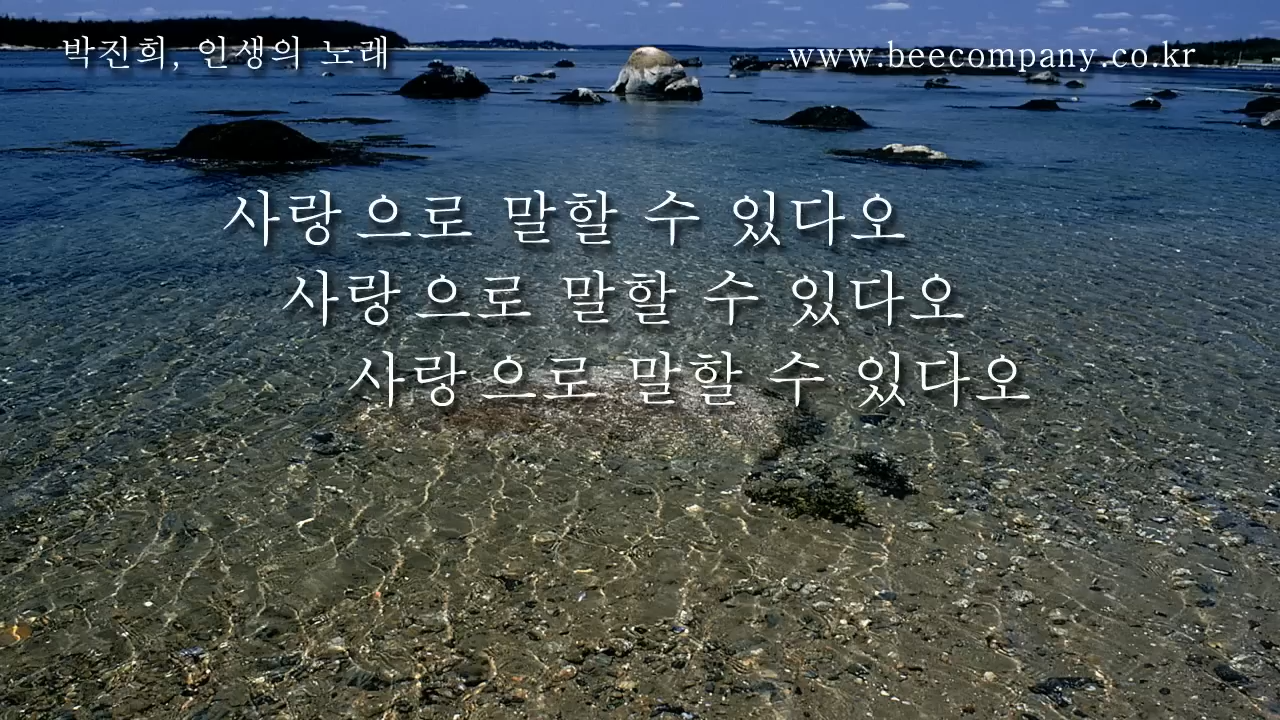 박진희, 인생의 노래
www.beecompany.co.kr
사랑으로 말할 수 있다오
사랑으로 말할 수 있다오
사랑으로 말할 수 있다오